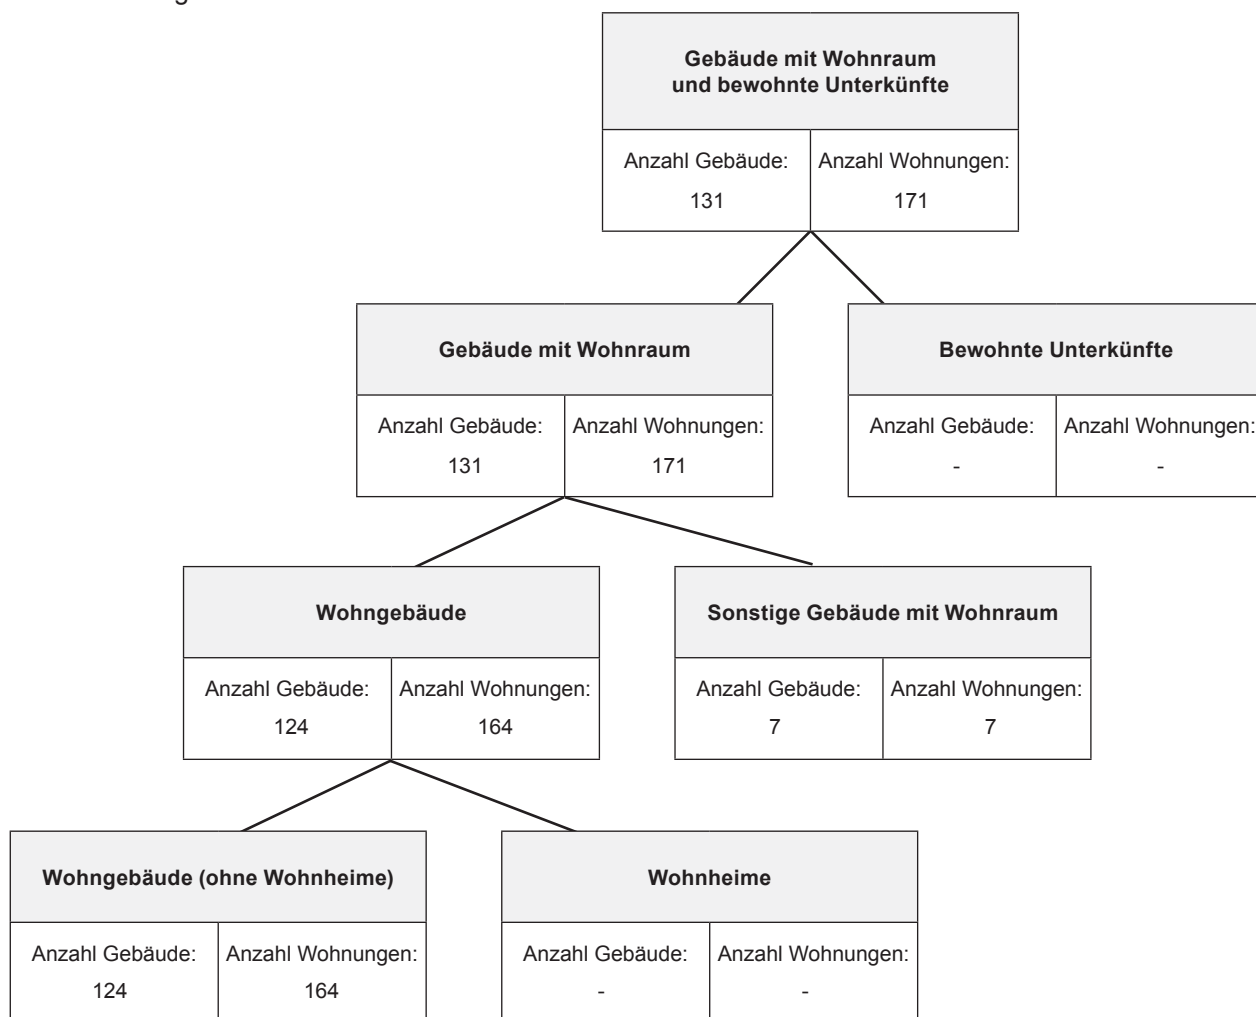 Gebäude mit Wohnraum
und bewohnte Unterkünfte
Anzahl Gebäude: Anzahl Wohnungen:
131 171
Gebäude mit Wohnraum
Anzahl Gebäude: Anzahl Wohnungen:
131 171
Bewohnte Unterkünfte
Anzahl Gebäude: Anzahl Wohnungen:
- -
Wohngebäude
Anzahl Gebäude: Anzahl Wohnungen:
124 164
Sonstige Gebäude mit Wohnraum
Anzahl Gebäude: Anzahl Wohnungen:
7 7
Wohngebäude (ohne Wohnheime)
Anzahl Gebäude: Anzahl Wohnungen:
124 164
Wohnheime
Anzahl Gebäude: Anzahl Wohnungen:
- -